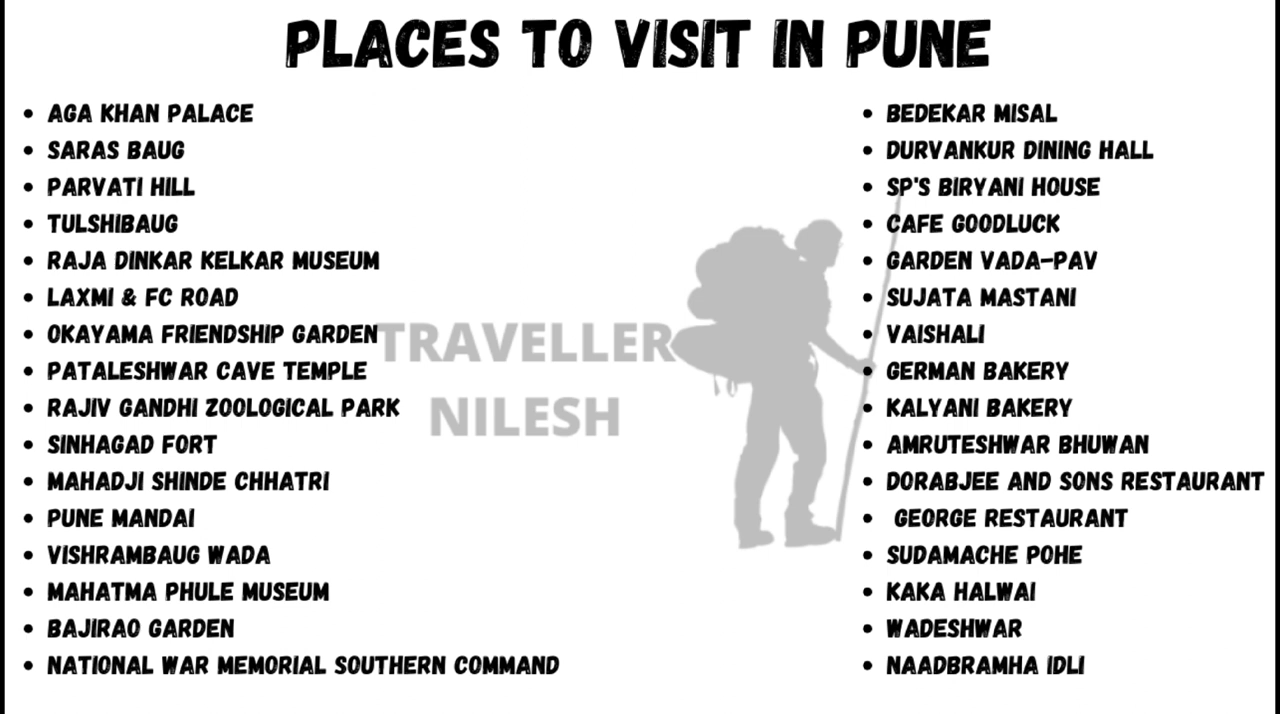 PLACES TO VISIT IN PUNE
• AGA KHAN PALACE
• SARAS BAUG
• PARVATI HILL
• TULSHIBAUG
• RAJA DINKAR KELKAR MUSEUM
• LAXMI & FC ROAD
• OKAYAMA FRIENDSHIP GARDEN
• PATALESHWAR CAVE TEMPLE
• RAJIV GANDHI ZOOLOGICAL PARK
• SINHAGAD FORT
• MAHADJI SHINDE CHHATRI
• PUNE MANDAI
• VISHRAMBAUG WADA
• MAHATMA PHULE MUSEUM
• BAJIRAO GARDEN
• NATIONAL WAR MEMORIAL SOUTHERN COMMAND
TRAVELLER
NILESH
• BEDEKAR MISAL
• DURVANKUR DINING HALL
• SP'S BIRYANI HOUSE
• CAFE GOODLUCK
• GARDEN VADA-PAV
• SUJATA MASTANI
• VAISHALI
• GERMAN BAKERY
• KALYANI BAKERY
• AMRUTESHWAR BHUWAN
• DORABJEE AND SONS RESTAURANT
• GEORGE RESTAURANT
• SUDAMACHE POHE
• KAKA HALWAI
• WADESHWAR
• NAADBRAMHA IDLI